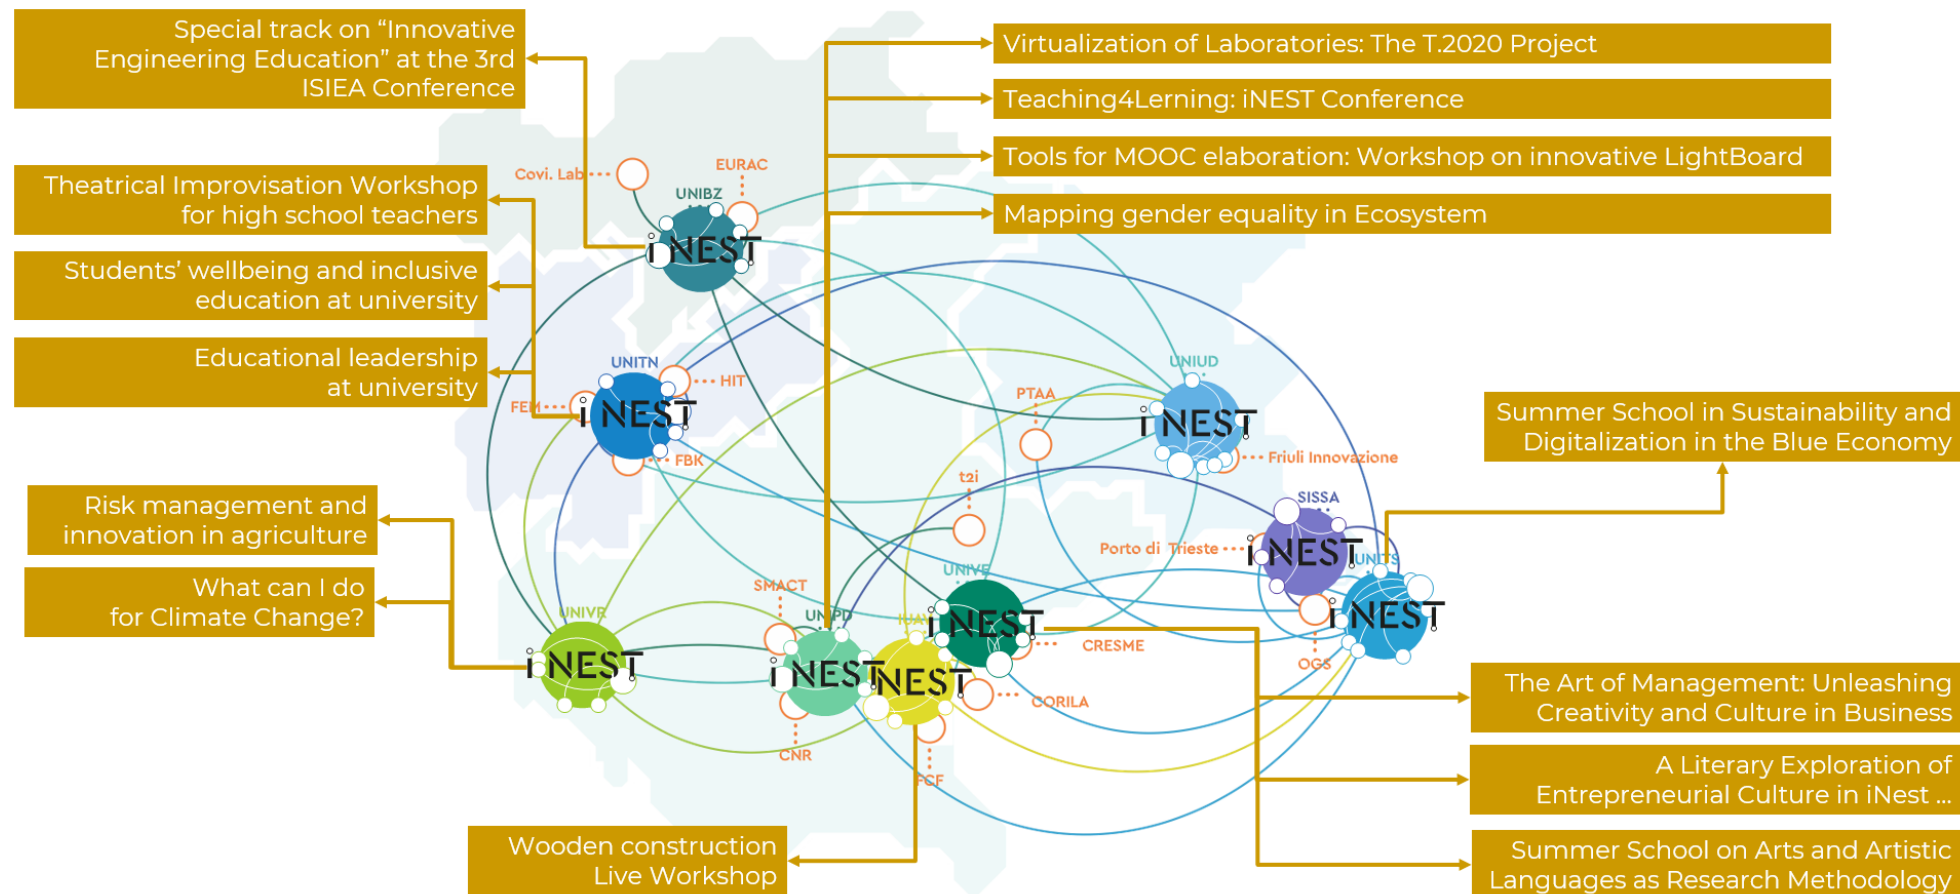 Special track on “Innovative
Engineering Education” at the 3rd
ISIEA Conference
Theatrical Improvisation Workshop
for high school teachers
Students’ wellbeing and inclusive
education at university
Educational leadership
at university
Risk management and
innovation in agriculture
What can I do
for Climate Change?
Wooden construction
Live Workshop
Virtualization of Laboratories: The T.2020 Project
Teaching4Lerning: iNEST Conference
Tools for MOOC elaboration: Workshop on innovative LightBoard
Mapping gender equality in Ecosystem
Summer School in Sustainability and
Digitalization in the Blue Economy
The Art of Management: Unleashing
Creativity and Culture in Business
A Literary Exploration of
Entrepreneurial Culture in iNest ...
Summer School on Arts and Artistic
Languages as Research Methodology
Covi. Lab
EURAC
UNIBZ
iNEST
UNITN
HIT
FEM
iNEST
FBK
UNIUD
PTAA
iNEST
Friuli Innovazione
t2i
SISSA
Porto di Trieste
iNEST
UNITS
iNEST
OGS
SMACT
UNIVE
iNEST
CRESME
UNIVR
iNEST
UNIPD
iNEST
IUAV
iNEST
CORILA
CNR
FCF